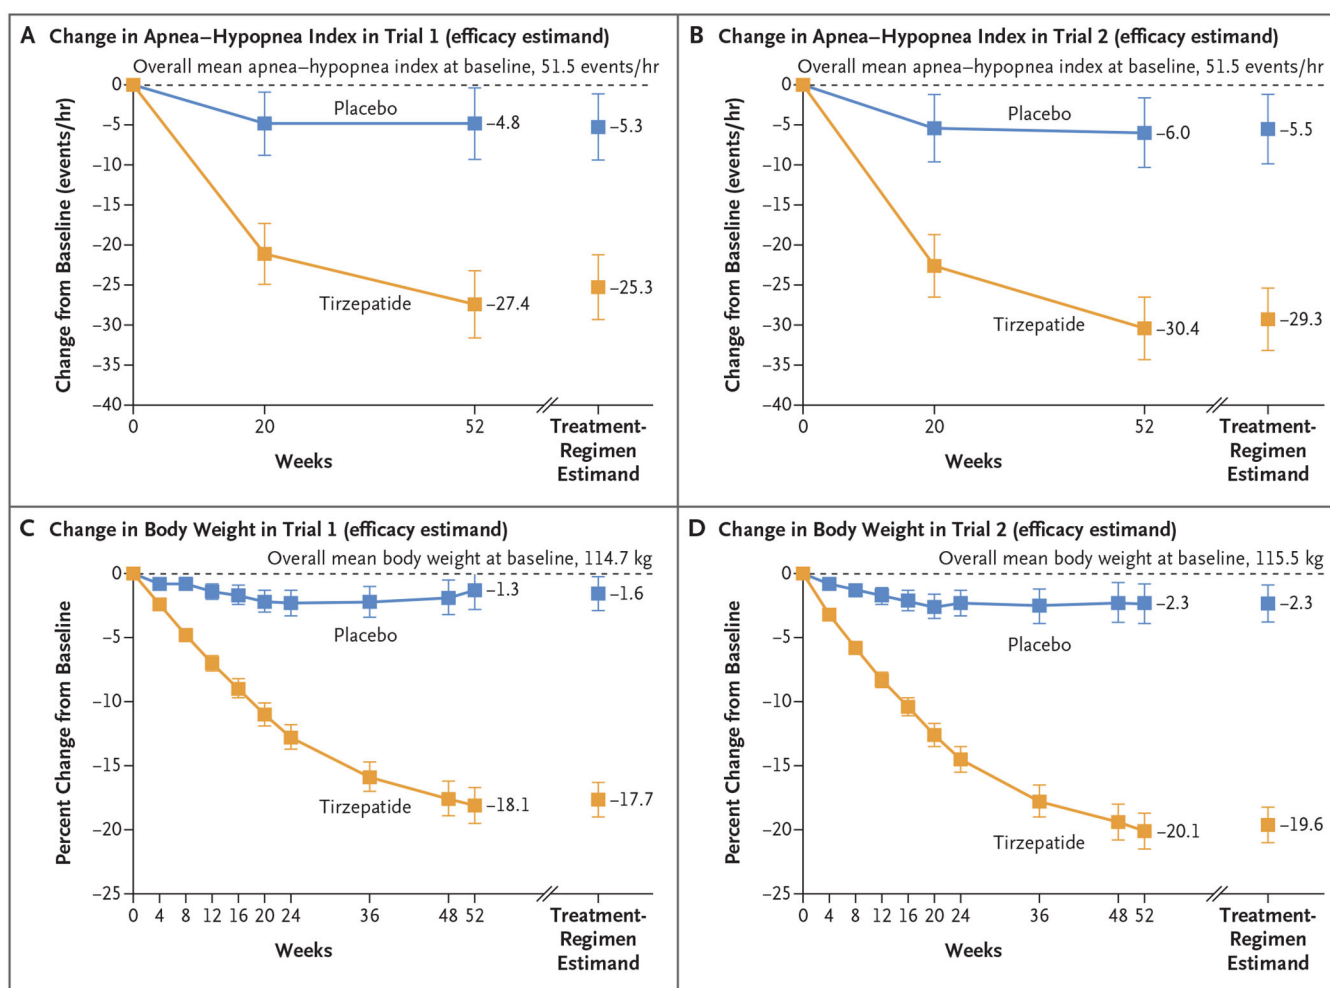 A Change in Apnea–Hypopnea Index in Trial 1 (efficacy estimand)
Overall mean apnea–hypopnea index at baseline, 51.5 events/hr
Change from Baseline (events/hr)
0
−5
−10
−15
−20
−25
−30
−35
−40
Placebo
−4.8
−5.3
Tirzepatide
−27.4
−25.3
0
20
52
Treatment-
Regimen
Estimand
Weeks
B Change in Apnea–Hypopnea Index in Trial 2 (efficacy estimand)
Overall mean apnea–hypopnea index at baseline, 51.5 events/hr
Change from Baseline (events/hr)
0
−5
−10
−15
−20
−25
−30
−35
−40
Placebo
−6.0
−5.5
Tirzepatide
−30.4
−29.3
0
20
52
Treatment-
Regimen
Estimand
Weeks
C Change in Body Weight in Trial 1 (efficacy estimand)
Overall mean body weight at baseline, 114.7 kg
Percent Change from Baseline
0
−5
−10
−15
−20
−25
−1.3
−1.6
Placebo
Tirzepatide
−18.1
−17.7
0 4 8 12 16 20 24 36 48 52
Treatment-
Regimen
Estimand
Weeks
D Change in Body Weight in Trial 2 (efficacy estimand)
Overall mean body weight at baseline, 115.5 kg
Percent Change from Baseline
0
−5
−10
−15
−20
−25
−2.3
−2.3
Placebo
Tirzepatide
−20.1
−19.6
0 4 8 12 16 20 24 36 48 52
Treatment-
Regimen
Estimand
Weeks